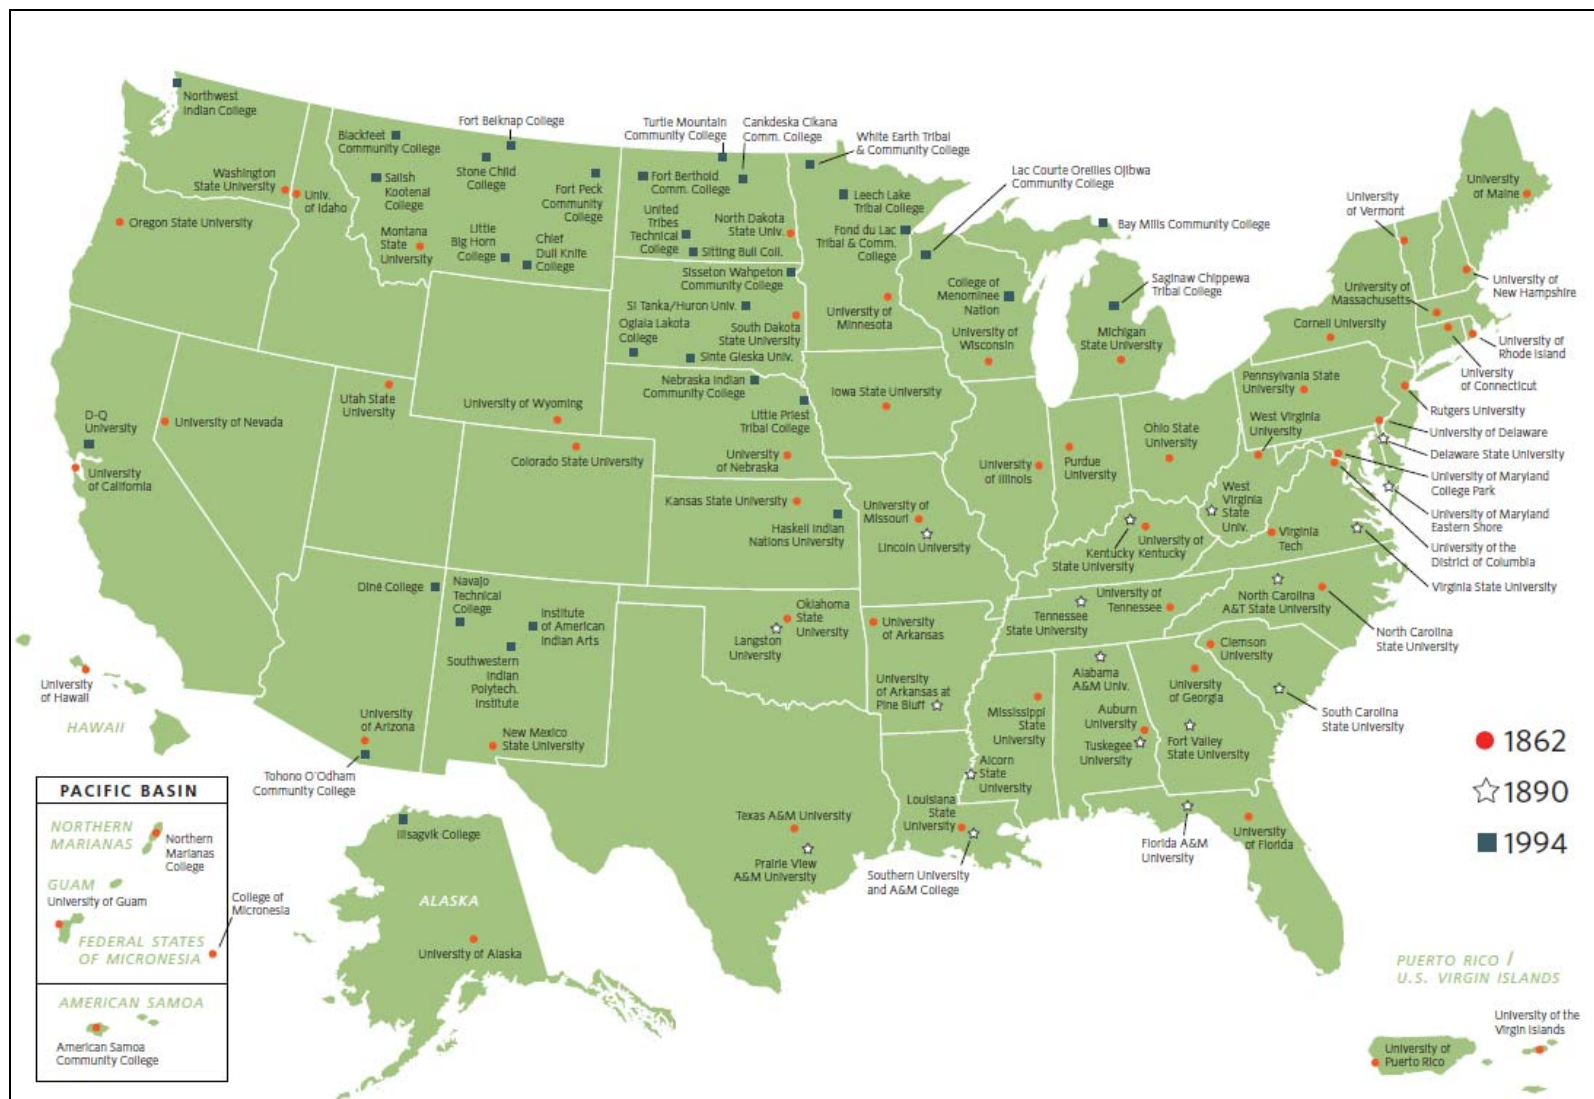 Northwest
Indian College
Washington
State University
Univ.
of Idaho
Oregon State University
Blackfeet
Community College
Salish
Kootenai
College
Montana
State
University
Fort Belknap College
Stone Child
College
Fort Peck
Community
College
Little
Big Horn
College
Chief
Dull Knife
College
Turtle Mountain
Community College
Cankdeska Cikana
Comm. College
Fort Berthold
Comm. College
United
Tribes
Technical
College
North Dakota
State Univ.
Sitting Bull Coll.
Sisseton Wahpeton
Community College
Si Tanka/Huron Univ.
Oglala Lakota
College
South Dakota
State University
Sinte Gleska Univ.
White Earth Tribal
& Community College
Leech Lake
Tribal College
Fond du Lac
Tribal & Comm.
College
University of
Minnesota
Lac Courte Oreilles Ojibwa
Community College
College of
Menominee
Nation
University of
Wisconsin
Bay Mills Community College
Saginaw Chippewa
Tribal College
Michigan
State University
University
of Maine
University
of Vermont
University of
New Hampshire
University of
Massachusetts
Cornell University
University of
Rhode Island
University
of Connecticut
Pennsylvania State
University
Rutgers University
West Virginia
University
University of Delaware
Delaware State University
University of Maryland
College Park
University of Maryland
Eastern Shore
University of the
District of Columbia
Virginia State University
Nebraska Indian
Community College
Little Priest
Tribal College
University
of Nebraska
Iowa State University
Utah State
University
University of Wyoming
Colorado State University
University of Nevada
D-Q
University
University
of California
Kansas State University
Haskell Indian
Nations University
University of
Missouri
Lincoln University
University
of Illinois
Purdue
University
Ohio State
University
West
Virginia
State
Univ.
Kentucky
State University
University of
Kentucky
Virginia
Tech
Diné College
Navajo
Technical
College
Institute
of American
Indian Arts
Southwestern
Indian
Polytech.
Institute
University
of Arizona
Tohono O'Odham
Community College
New Mexico
State University
Langston
University
Oklahoma
State
University
University
of Arkansas
University
of Arkansas at
Pine Bluff
Tennessee
State University
University of
Tennessee
North Carolina
A&T State University
North Carolina
State University
Clemson
University
South Carolina
State University
Alabama
A&M Univ.
University
of Georgia
Mississippi
State
University
Auburn
University
Tuskegee
University
Fort Valley
State University
Alcorn
State
University
Louisiana
State
University
Southern University
and A&M College
Texas A&M University
Prairie View
A&M University
Florida A&M
University
University
of Florida
1862
1890
1994
University
of Hawaii
HAWAII
PACIFIC BASIN
NORTHERN
MARIANAS
Northern
Marianas
College
GUAM
University of Guam
FEDERAL STATES
OF MICRONESIA
College of
Micronesia
AMERICAN SAMOA
American Samoa
Community College
Ilisagvik College
ALASKA
University of Alaska
PUERTO RICO /
U.S. VIRGIN ISLANDS
University of the
Virgin Islands
University of
Puerto Rico